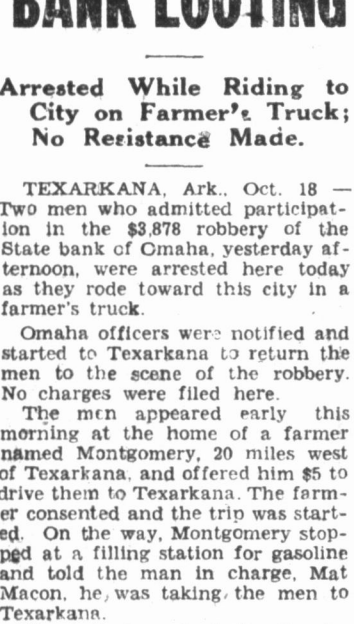 BANK LOOTING
Arrested While Riding to
City on Farmer's Truck;
No Resistance Made.
TEXARKANA, Ark., Oct. 18 —
Two men who admitted participat-
ion in the $3,878 robbery of the
State bank of Omaha, yesterday af-
ternoon, were arrested here today
as they rode toward this city in a
farmer's truck.
Omaha officers were notified and
started to Texarkana to return the
men to the scene of the robbery.
No charges were filed here.
The men appeared early this
morning at the home of a farmer
named Montgomery, 20 miles west
of Texarkana, and offered him $5 to
drive them to Texarkana. The farm-
er consented and the trip was start-
ed. On the way, Montgomery stop-
ped at a filling station for gasoline
and told the man in charge, Mat
Macon, he, was taking, the men to
Texarkana.